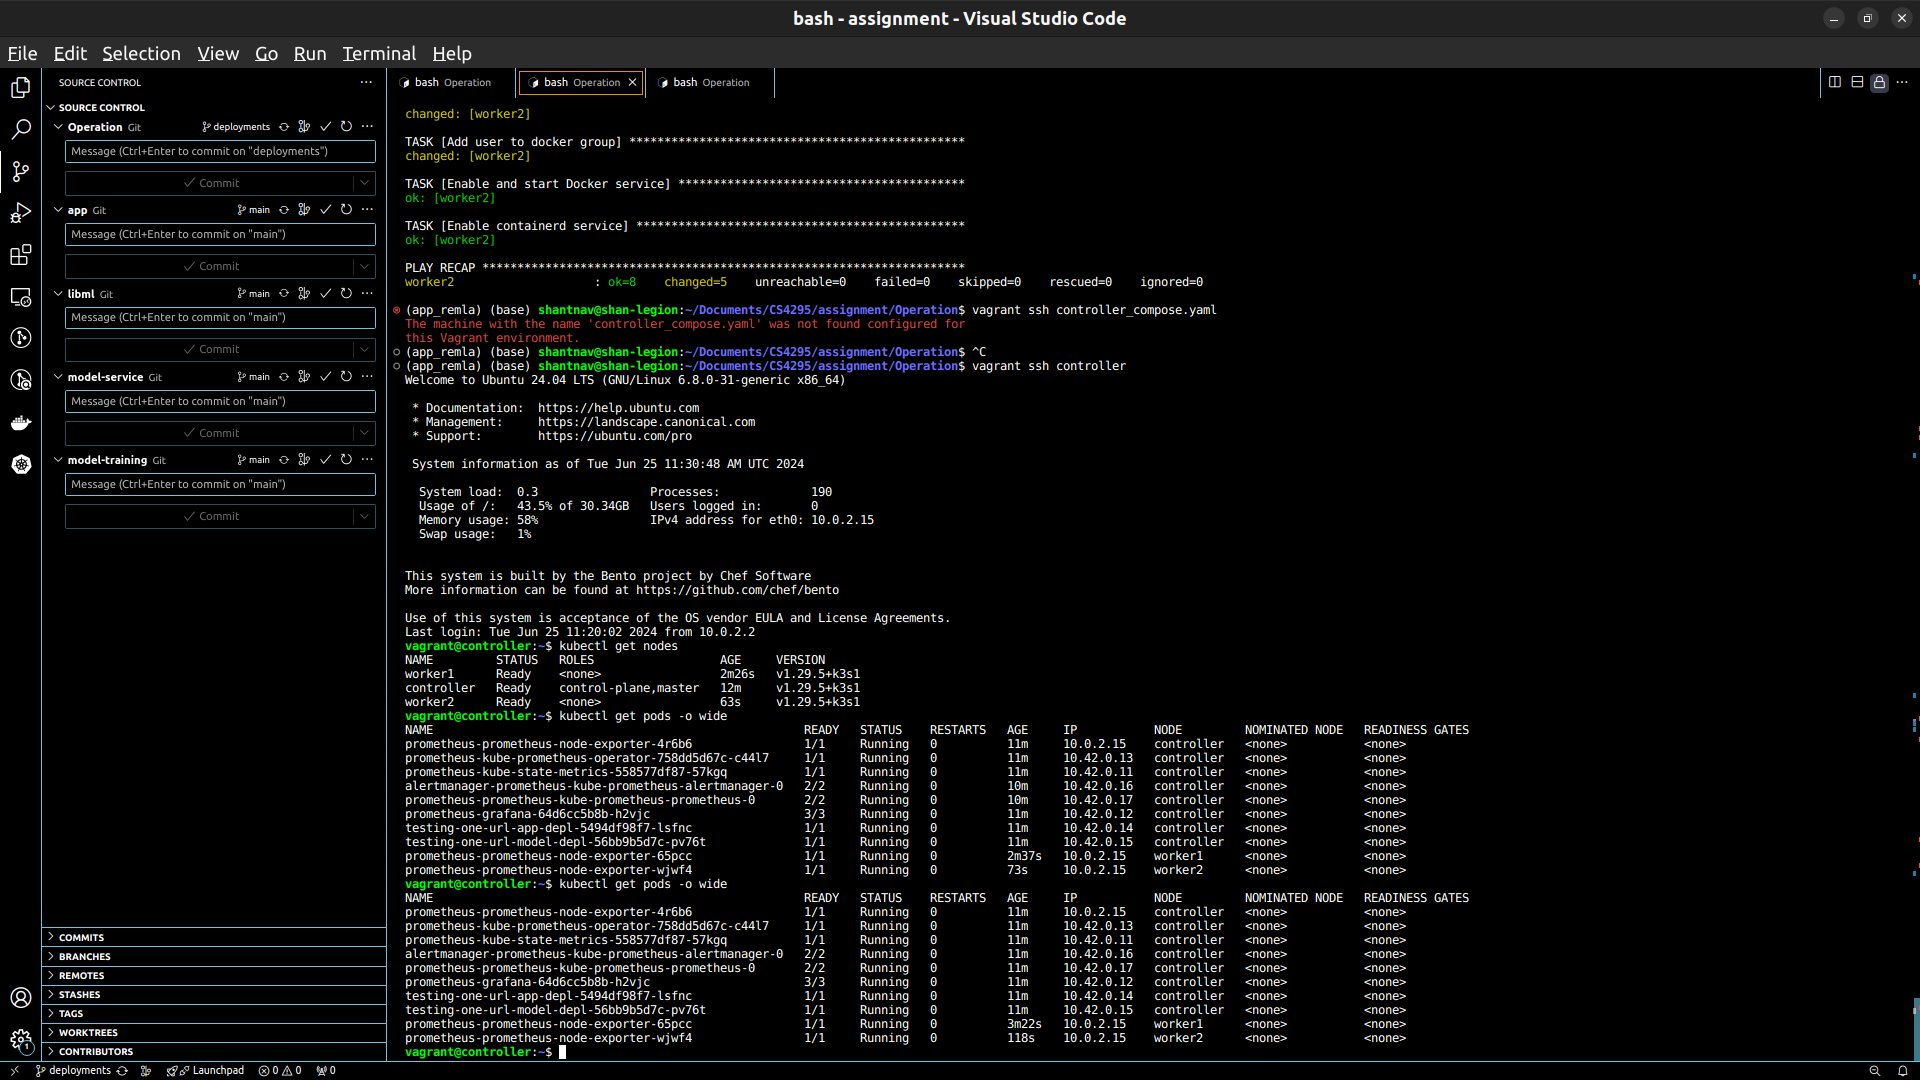 bash - assignment - Visual Studio Code
File Edit Selection View Go Run Terminal Help
SOURCE CONTROL
SOURCE CONTROL
Operation Git deployments
Message (Ctrl+Enter to commit on "deployments")
Commit
app Git main
Message (Ctrl+Enter to commit on "main")
Commit
libml Git main
Message (Ctrl+Enter to commit on "main")
Commit
model-service Git main
Message (Ctrl+Enter to commit on "main")
Commit
model-training Git main
Message (Ctrl+Enter to commit on "main")
Commit
COMMITS
BRANCHES
REMOTES
STASHES
TAGS
WORKTREES
CONTRIBUTORS
bash Operation bash Operation bash Operation
changed: [worker2]
TASK [Add user to docker group] ************************************************
changed: [worker2]
TASK [Enable and start Docker service] *****************************************
ok: [worker2]
TASK [Enable containerd service] ***********************************************
ok: [worker2]
PLAY RECAP *********************************************************************
worker2 : ok=8 changed=5 unreachable=0 failed=0 skipped=0 rescued=0 ignored=0
(app_remla) (base) shantnav@shan-legion:~/Documents/CS4295/assignment/Operation$ vagrant ssh controller_compose.yaml
The machine with the name 'controller_compose.yaml' was not found configured for
this Vagrant environment.
(app_remla) (base) shantnav@shan-legion:~/Documents/CS4295/assignment/Operation$ ^C
(app_remla) (base) shantnav@shan-legion:~/Documents/CS4295/assignment/Operation$ vagrant ssh controller
Welcome to Ubuntu 24.04 LTS (GNU/Linux 6.8.0-31-generic x86_64)
* Documentation: https://help.ubuntu.com
* Management: https://landscape.canonical.com
* Support: https://ubuntu.com/pro
System information as of Tue Jun 25 11:30:48 AM UTC 2024
System load: 0.3 Processes: 190
Usage of /: 43.5% of 30.34GB Users logged in: 0
Memory usage: 58% IPv4 address for eth0: 10.0.2.15
Swap usage: 1%
This system is built by the Bento project by Chef Software
More information can be found at https://github.com/chef/bento
Use of this system is acceptance of the OS vendor EULA and License Agreements.
Last login: Tue Jun 25 11:20:02 2024 from 10.0.2.2
vagrant@controller:~$ kubectl get nodes
NAME STATUS ROLES AGE VERSION
worker1 Ready <none> 2m26s v1.29.5+k3s1
controller Ready control-plane,master 12m v1.29.5+k3s1
worker2 Ready <none> 63s v1.29.5+k3s1
vagrant@controller:~$ kubectl get pods -o wide
NAME READY STATUS RESTARTS AGE IP NODE NOMINATED NODE READINESS GATES
prometheus-prometheus-node-exporter-4r6b6 1/1 Running 0 11m 10.0.2.15 controller <none> <none>
prometheus-kube-prometheus-operator-758dd5d67c-c44l7 1/1 Running 0 11m 10.42.0.13 controller <none> <none>
prometheus-kube-state-metrics-558577df87-57kgq 1/1 Running 0 11m 10.42.0.11 controller <none> <none>
alertmanager-prometheus-kube-prometheus-alertmanager-0 2/2 Running 0 10m 10.42.0.16 controller <none> <none>
prometheus-prometheus-kube-prometheus-prometheus-0 2/2 Running 0 10m 10.42.0.17 controller <none> <none>
prometheus-grafana-64d6cc5b8b-h2vjc 3/3 Running 0 11m 10.42.0.12 controller <none> <none>
testing-one-url-app-depl-5494df98f7-lsfnc 1/1 Running 0 11m 10.42.0.14 controller <none> <none>
testing-one-url-model-depl-56bb9b5d7c-pv76t 1/1 Running 0 11m 10.42.0.15 controller <none> <none>
prometheus-prometheus-node-exporter-65pcc 1/1 Running 0 2m37s 10.0.2.15 worker1 <none> <none>
prometheus-prometheus-node-exporter-wjwf4 1/1 Running 0 73s 10.0.2.15 worker2 <none> <none>
vagrant@controller:~$ kubectl get pods -o wide
NAME READY STATUS RESTARTS AGE IP NODE NOMINATED NODE READINESS GATES
prometheus-prometheus-node-exporter-4r6b6 1/1 Running 0 11m 10.0.2.15 controller <none> <none>
prometheus-kube-prometheus-operator-758dd5d67c-c44l7 1/1 Running 0 11m 10.42.0.13 controller <none> <none>
prometheus-kube-state-metrics-558577df87-57kgq 1/1 Running 0 11m 10.42.0.11 controller <none> <none>
alertmanager-prometheus-kube-prometheus-alertmanager-0 2/2 Running 0 11m 10.42.0.16 controller <none> <none>
prometheus-prometheus-kube-prometheus-prometheus-0 2/2 Running 0 11m 10.42.0.17 controller <none> <none>
prometheus-grafana-64d6cc5b8b-h2vjc 3/3 Running 0 11m 10.42.0.12 controller <none> <none>
testing-one-url-app-depl-5494df98f7-lsfnc 1/1 Running 0 11m 10.42.0.14 controller <none> <none>
testing-one-url-model-depl-56bb9b5d7c-pv76t 1/1 Running 0 11m 10.42.0.15 controller <none> <none>
prometheus-prometheus-node-exporter-65pcc 1/1 Running 0 3m22s 10.0.2.15 worker1 <none> <none>
prometheus-prometheus-node-exporter-wjwf4 1/1 Running 0 118s 10.0.2.15 worker2 <none> <none>
vagrant@controller:~$
1
deployments Launchpad 0 0 0